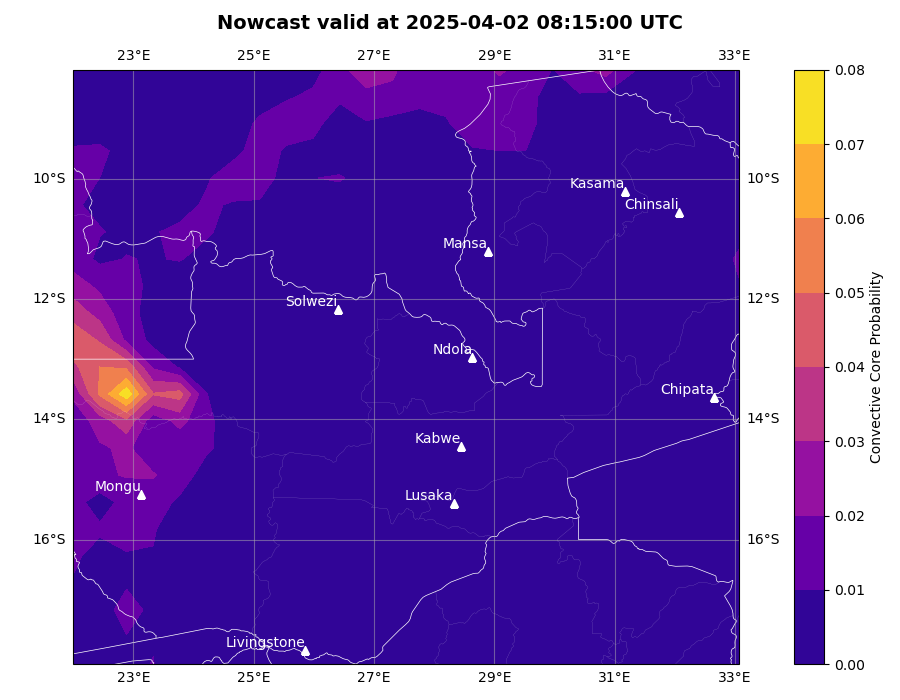 Nowcast valid at 2025-04-02 08:15:00 UTC
23°E 25°E 27°E 29°E 31°E 33°E
10°S 10°S
12°S 12°S
14°S 14°S
16°S 16°S
Kasama
Chinsali
Mansa
Solwezi
Ndola
Chipata
Kabwe
Mongu
Lusaka
Livingstone
23°E 25°E 27°E 29°E 31°E 33°E
0.08
0.07
0.06
0.05
0.04
0.03
0.02
0.01
0.00
Convective Core Probability